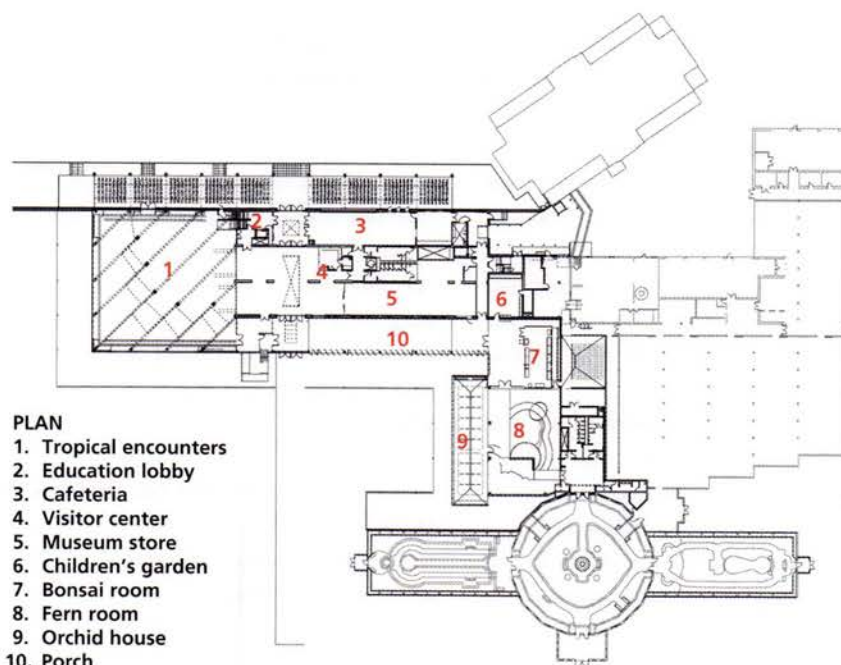 2
3
1
4
5
6
10
7
9
8
PLAN
1. Tropical encounters
2. Education lobby
3. Cafeteria
4. Visitor center
5. Museum store
6. Children's garden
7. Bonsai room
8. Fern room
9. Orchid house
10. Porch